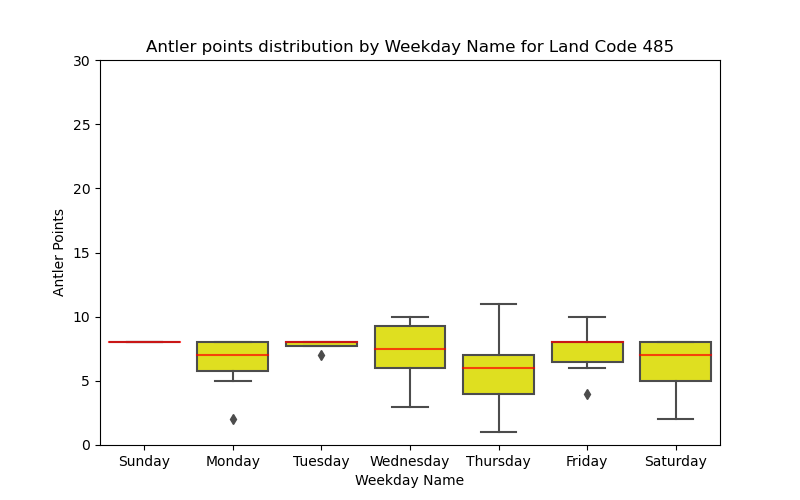 Antler points distribution by Weekday Name for Land Code 485
30
25
20
15
10
5
0
Antler Points
Sunday Monday Tuesday Wednesday Thursday Friday Saturday
Weekday Name